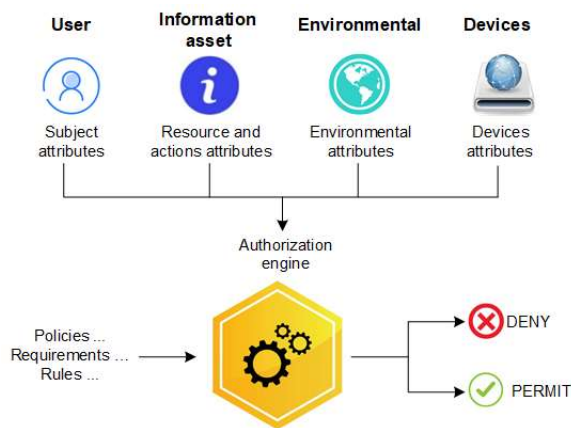 User
Information
asset
Environmental
Devices
Subject
attributes
Resource and
actions attributes
Environmental
attributes
Devices
attributes
Authorization
engine
Policies ...
Requirements ...
Rules ...
DENY
PERMIT